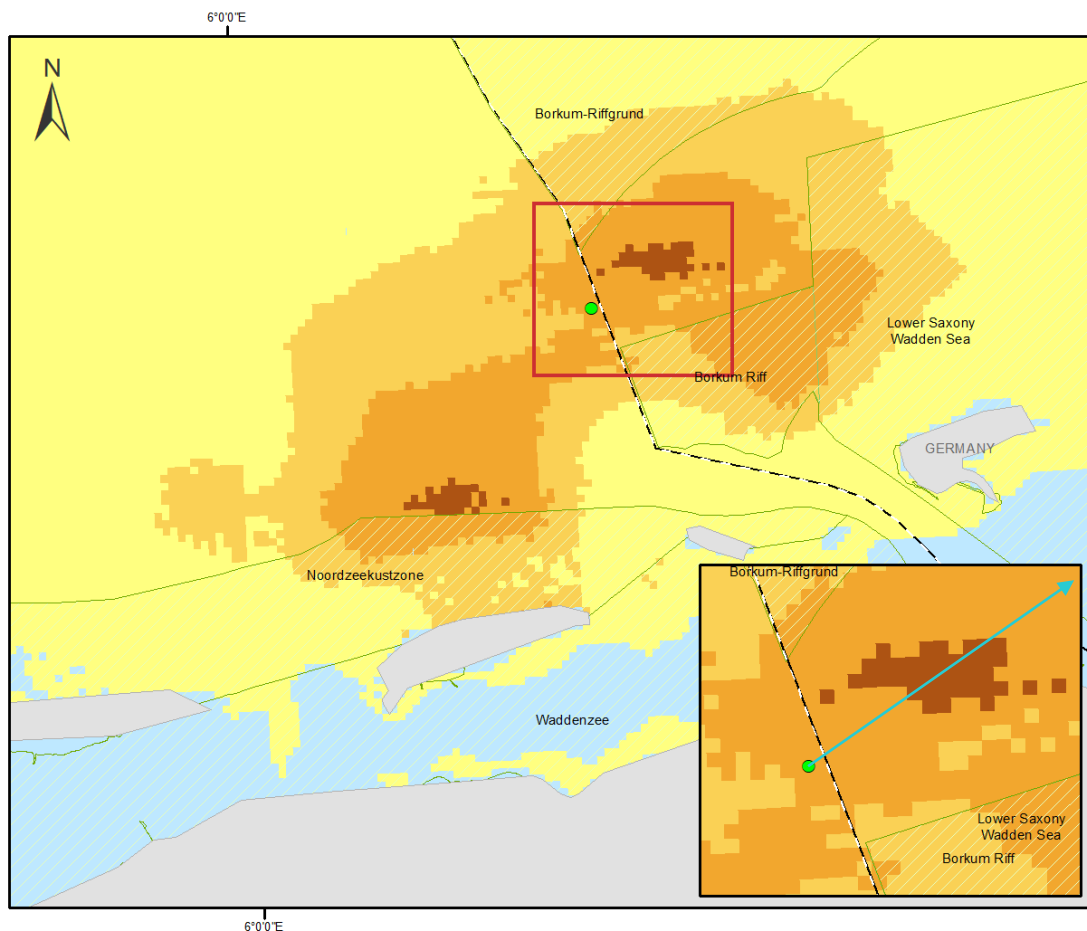 6°0'0"E
N
Borkum-Riffgrund
Lower Saxony
Wadden Sea
Borkum Riff
GERMANY
Noordzeekustzone
Borkum-Riffgrund
Waddenzee
Lower Saxony
Wadden Sea
Borkum Riff
6°0'0"E